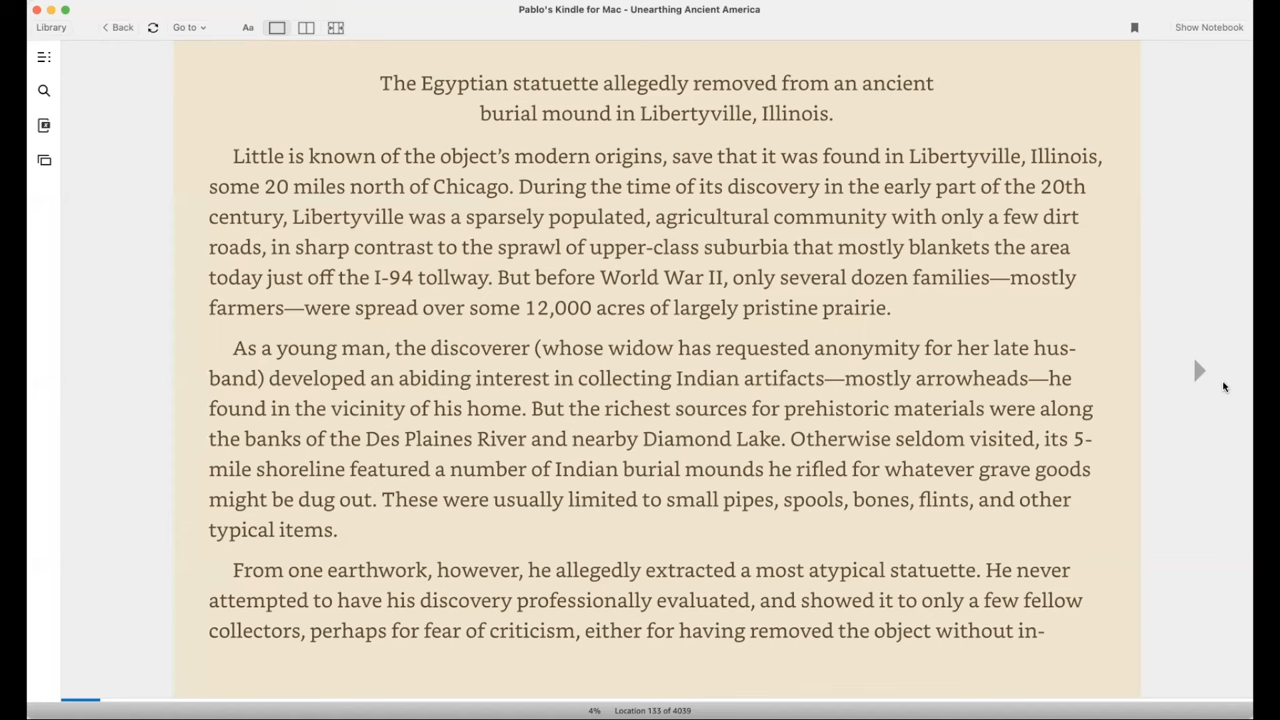 Pablo's Kindle for Mac - Unearthing Ancient America
Library
Back
Go to
Aa
Show Notebook
The Egyptian statuette allegedly removed from an ancient
burial mound in Libertyville, Illinois.
Little is known of the object’s modern origins, save that it was found in Libertyville, Illinois,
some 20 miles north of Chicago. During the time of its discovery in the early part of the 20th
century, Libertyville was a sparsely populated, agricultural community with only a few dirt
roads, in sharp contrast to the sprawl of upper-class suburbia that mostly blankets the area
today just off the I-94 tollway. But before World War II, only several dozen families—mostly
farmers—were spread over some 12,000 acres of largely pristine prairie.
As a young man, the discoverer (whose widow has requested anonymity for her late hus-
band) developed an abiding interest in collecting Indian artifacts—mostly arrowheads—he
found in the vicinity of his home. But the richest sources for prehistoric materials were along
the banks of the Des Plaines River and nearby Diamond Lake. Otherwise seldom visited, its 5-
mile shoreline featured a number of Indian burial mounds he rifled for whatever grave goods
might be dug out. These were usually limited to small pipes, spools, bones, flints, and other
typical items.
From one earthwork, however, he allegedly extracted a most atypical statuette. He never
attempted to have his discovery professionally evaluated, and showed it to only a few fellow
collectors, perhaps for fear of criticism, either for having removed the object without in-
4% Location 133 of 4039